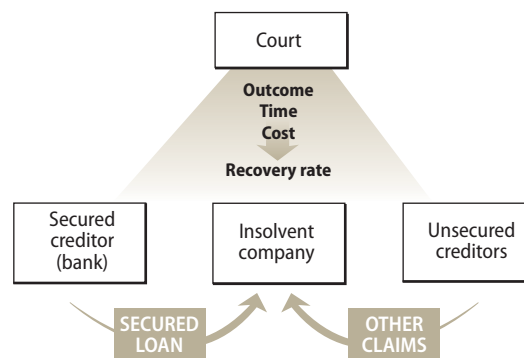 Court
Outcome
Time
Cost
Recovery rate
Secured
creditor
(bank)
Insolvent
company
Unsecured
creditors
SECURED
LOAN
OTHER
CLAIMS